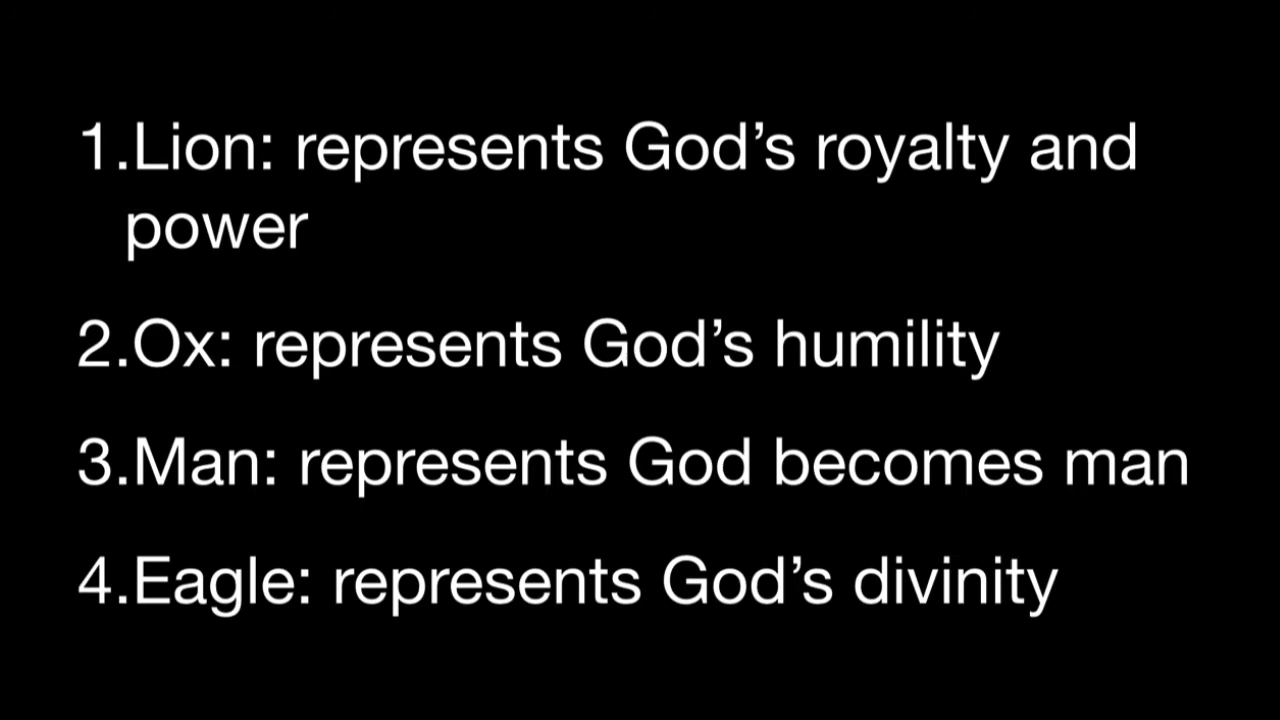 1.Lion: represents God’s royalty and
power
2.Ox: represents God’s humility
3.Man: represents God becomes man
4.Eagle: represents God’s divinity